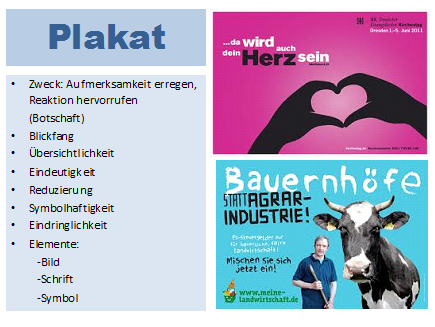 Plakat
• Zweck: Aufmerksamkeit erregen,
Reaktion hervorrufen
(Botschaft)
• Blickfang
• Übersichtlichkeit
• Eindeutigkeit
• Reduzierung
• Symbolhaftigkeit
• Eindringlichkeit
• Elemente:
-Bild
-Schrift
-Symbol
33. Deutscher
Evangelischer Kirchentag
Dresden 1.–5. Juni 2011
...da wird auch
dein Herz sein
Bauernhöfe
STATT AGRAR-
INDUSTRIE!
Mischen Sie sich
jetzt ein!
www.meine-
landwirtschaft.de